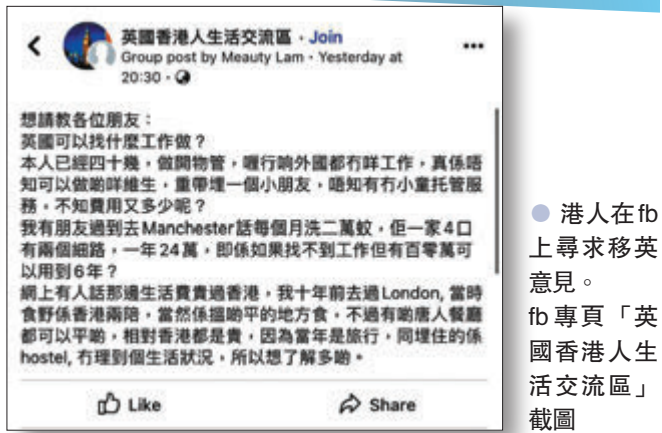 英國香港人生活交流區 · Join
Group post by Meauty Lam · Yesterday at
20:30 ·
想請教各位朋友：
英國可以找什麼工作做？
本人已經四十幾，做開物管，喱行响外國都冇咩工作，真係唔
知可以做啲咩維生，重帶埋一個小朋友，唔知有冇小童托管服
務，不知費用又多少呢？
我有朋友過到去Manchester話每個月洗二萬蚊，佢一家4口
有兩個細路，一年24萬，即係如果找不到工作但有百零萬可
以用到6年？
網上有人話那邊生活費貴過香港，我十年前去過London, 當時
食野係香港兩陪，當然係搵啲平的地方食，不過有啲唐人餐廳
都可以平啲，相對香港都是貴，因為當年是旅行，同埋住的係
hostel, 冇理到個生活狀況，所以想了解多啲。
Like
Share
港人在fb
上尋求移英
意見。
fb專頁「英
國香港人生
活交流區」
截圖